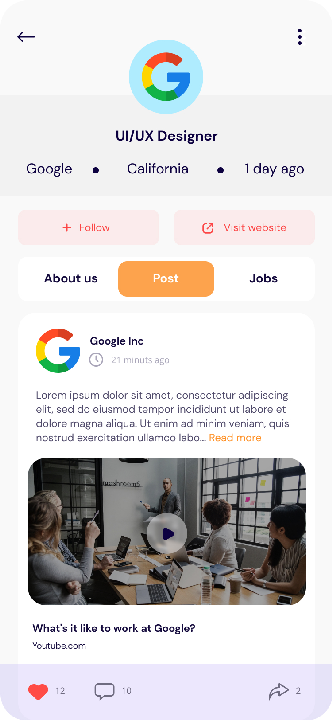 UI/UX Designer
Google • California • 1 day ago
+ Follow
Visit website
About us Post Jobs
Google Inc
21 minuts ago
Lorem ipsum dolor sit amet, consectetur adipiscing
elit, sed do eiusmod tempor incididunt ut labore et
dolore magna aliqua. Ut enim ad minim veniam, quis
nostrud exercitation ullamco labo... Read more
What's it like to work at Google?
Youtube.com
12 10 2